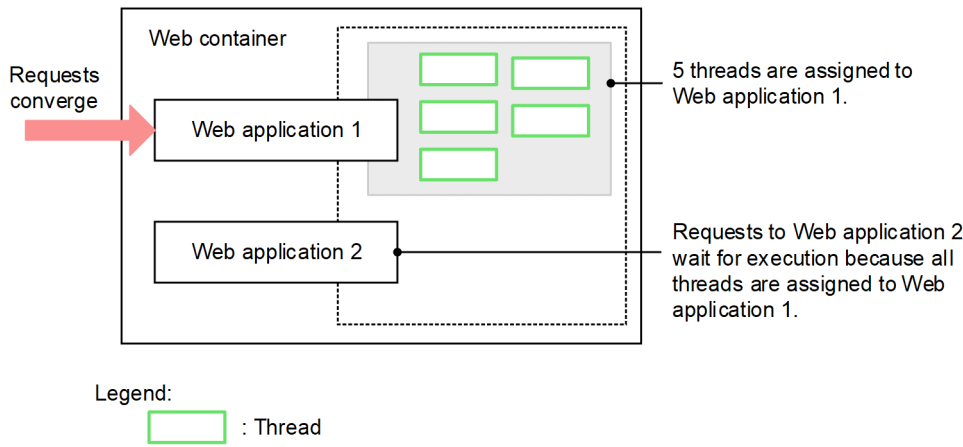 Web container
Requests
converge
Web application 1
5 threads are assigned to
Web application 1.
Web application 2
Requests to Web application 2
wait for execution because all
threads are assigned to Web
application 1.
Legend:
: Thread